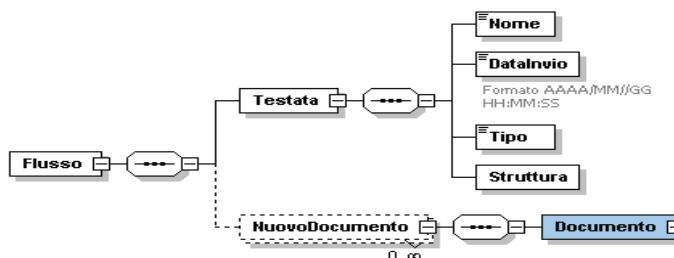 Nome
DataInvio
Formato AAAA/MM//GG
HH:MM:SS
Testata
Tipo
Flusso
Struttura
NuovoDocumento
Documento
0..∞